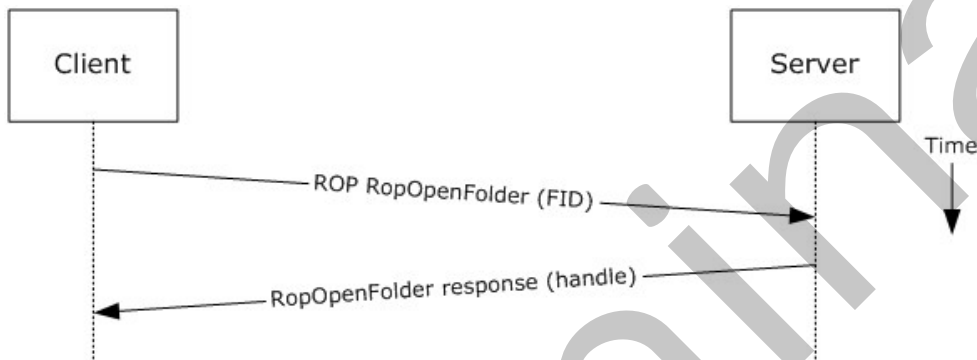 Client
Server
Time
ROP RopOpenFolder (FID)
RopOpenFolder response (handle)